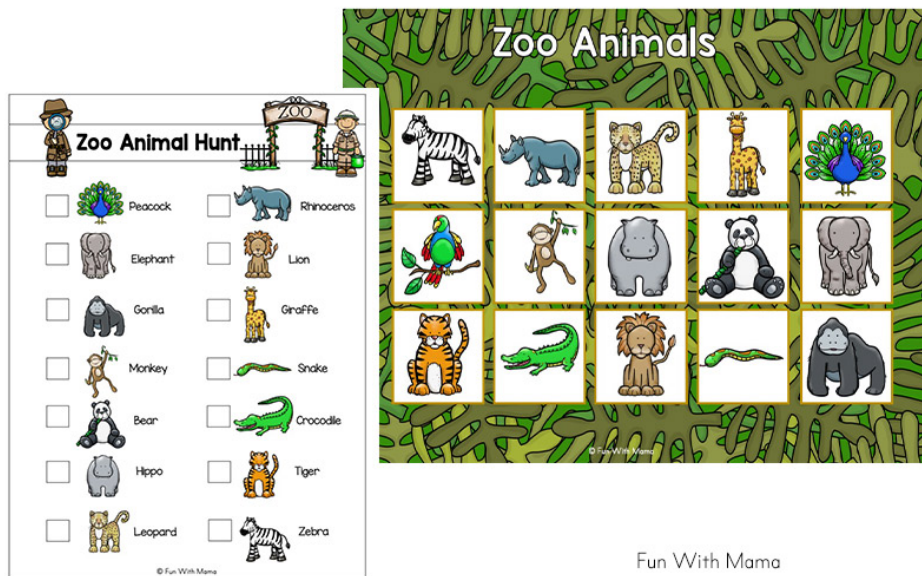 Zoo Animals
© Fun With Mama
ZOO
Zoo Animal Hunt
Peacock
Rhinoceros
Elephant
Lion
Gorilla
Giraffe
Monkey
Snake
Bear
Crocodile
Hippo
Tiger
Leopard
Zebra
© Fun With Mama
Fun With Mama